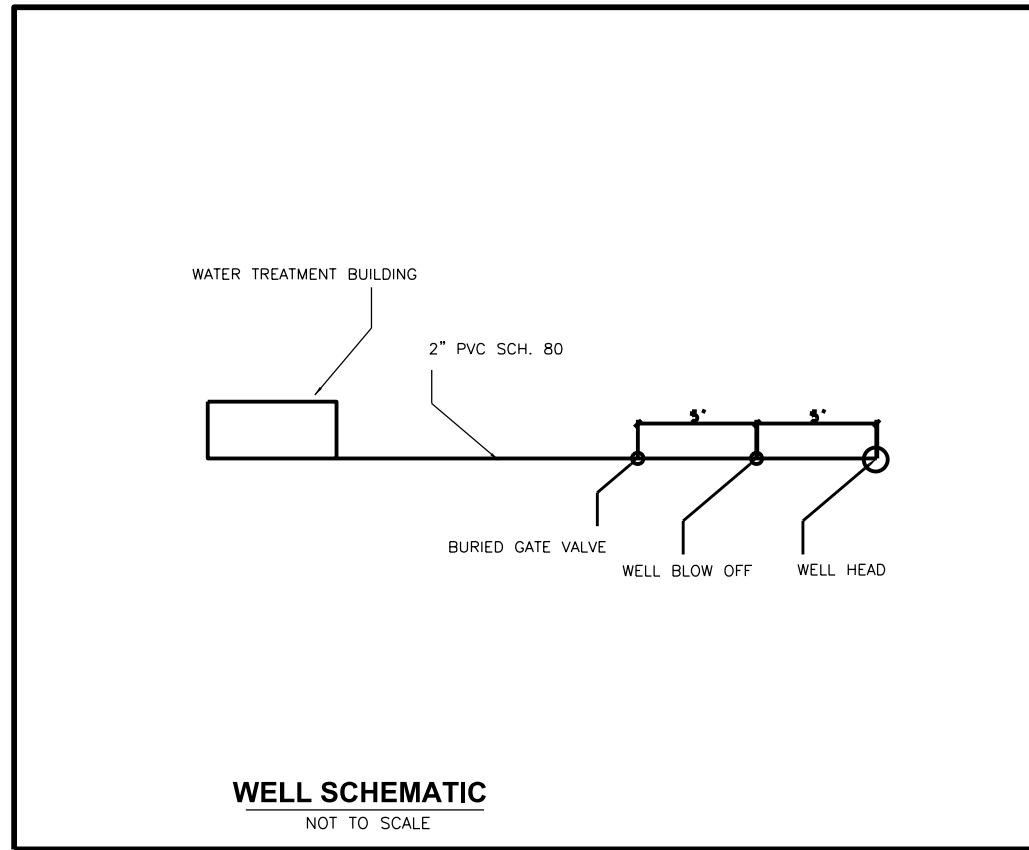 WATER TREATMENT BUILDING
2" PVC SCH. 80
5' 5'
BURIED GATE VALVE
WELL BLOW OFF WELL HEAD
WELL SCHEMATIC
NOT TO SCALE